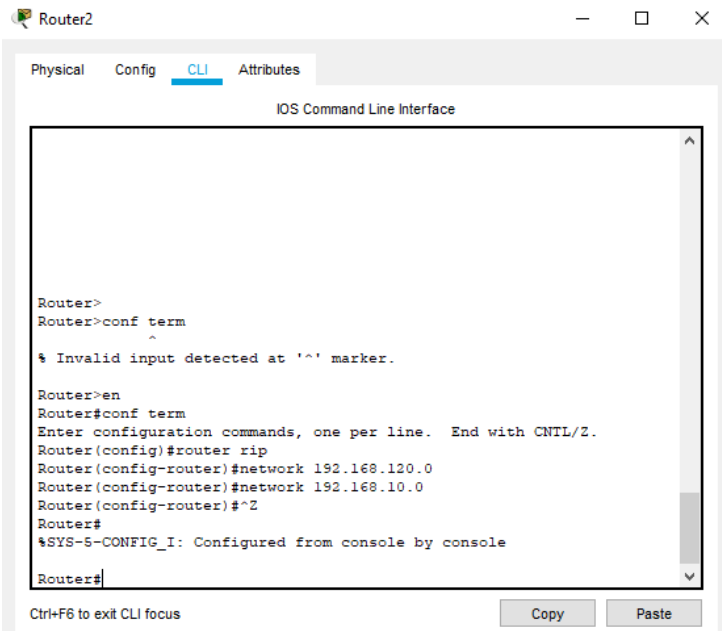 Router2
Physical Config CLI Attributes
IOS Command Line Interface
Router>
Router>conf term
^
% Invalid input detected at '^' marker.
Router>en
Router#conf term
Enter configuration commands, one per line.  End with CNTL/Z.
Router(config)#router rip
Router(config-router)#network 192.168.120.0
Router(config-router)#network 192.168.10.0
Router(config-router)#^Z
Router#
%SYS-5-CONFIG_I: Configured from console by console
Router#
Ctrl+F6 to exit CLI focus Copy Paste